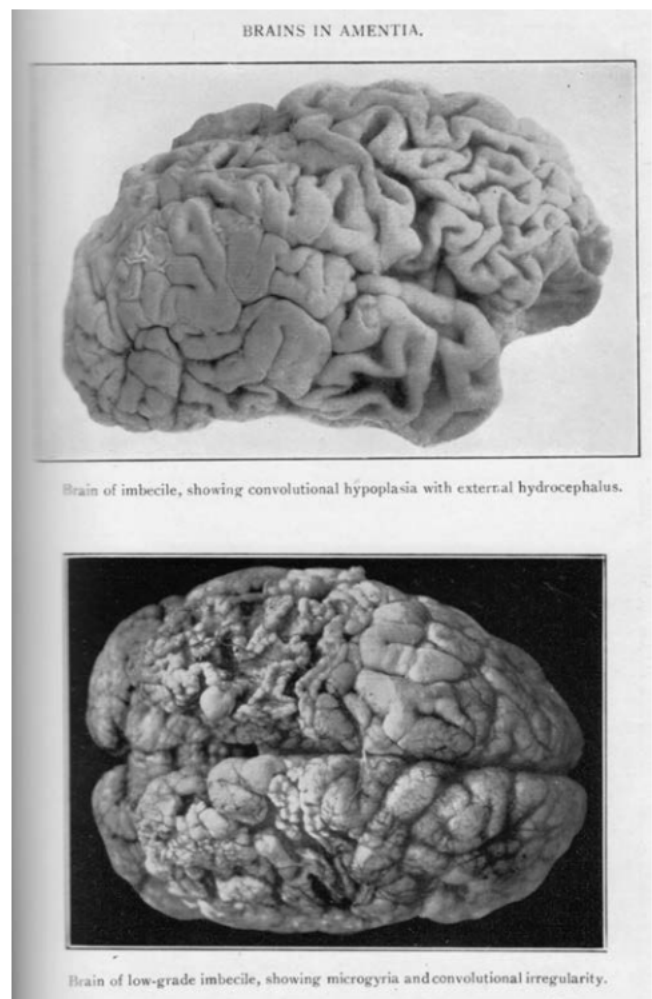 BRAINS IN AMENTIA.
Brain of imbecile, showing convolutional hypoplasia with external hydrocephalus.
Brain of low-grade imbecile, showing microgyria and convolutional irregularity.